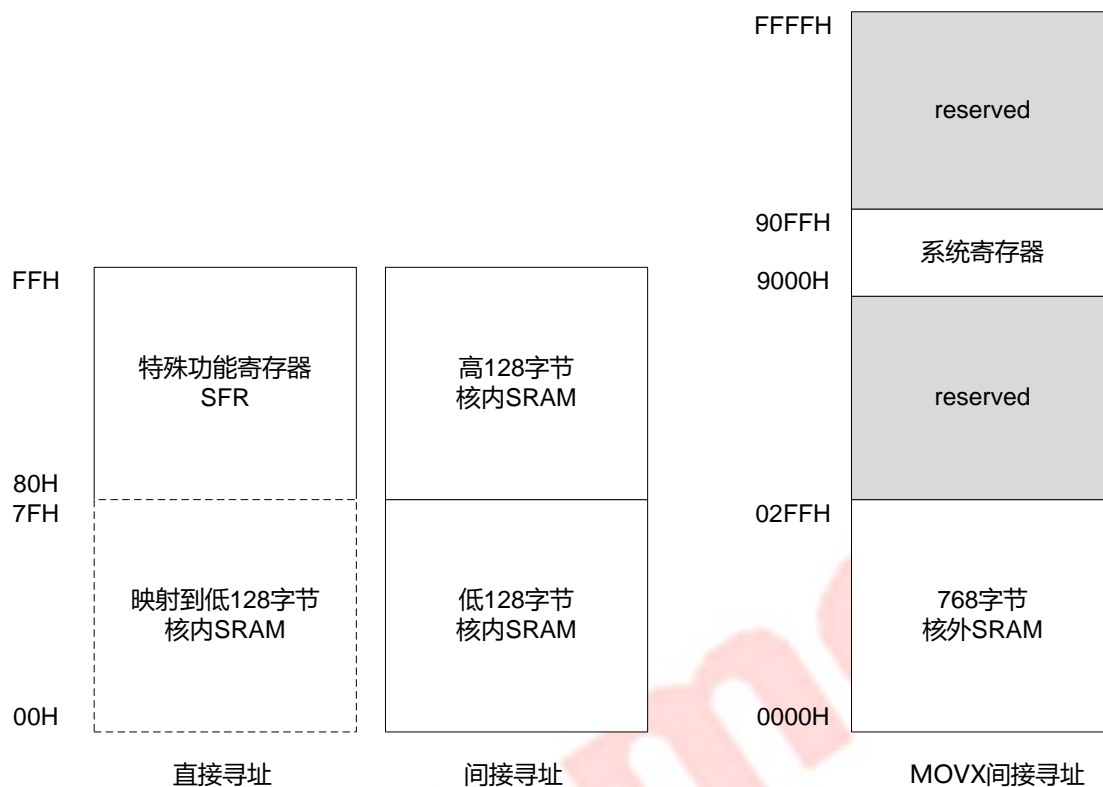 FFFFH
reserved
90FFH
系统寄存器
9000H
FFH
特殊功能寄存器
SFR
高128字节
核内SRAM
reserved
80H
7FH
02FFH
映射到低128字节
核内SRAM
低128字节
核内SRAM
768字节
核外SRAM
00H
0000H
直接寻址
间接寻址
MOVX间接寻址